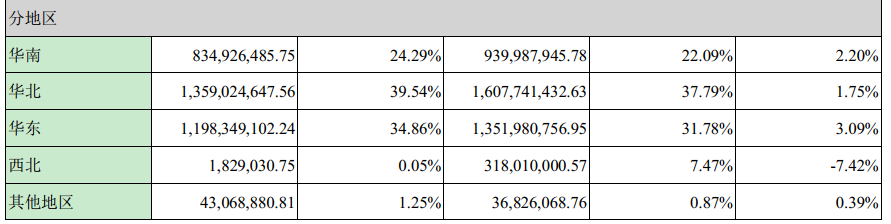 分地区
华南 834,926,485.75 24.29% 939,987,945.78 22.09% 2.20%
华北 1,359,024,647.56 39.54% 1,607,741,432.63 37.79% 1.75%
华东 1,198,349,102.24 34.86% 1,351,980,756.95 31.78% 3.09%
西北 1,829,030.75 0.05% 318,010,000.57 7.47% -7.42%
其他地区 43,068,880.81 1.25% 36,826,068.76 0.87% 0.39%